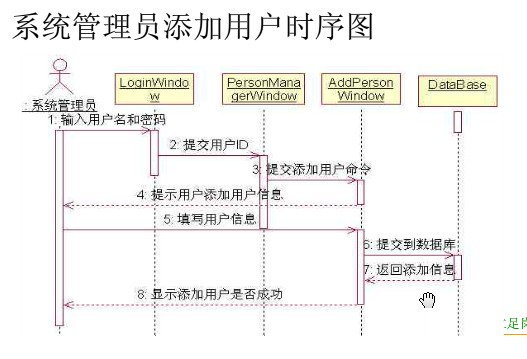 系统管理员添加用户时序图
: 系统管理员
LoginWindo
w
PersonMana
gerWindow
AddPerson
Window
DataBase
1: 输入用户名和密码
2: 提交用户ID
3: 提交添加用户命令
4: 提示用户添加用户信息
5: 填写用户信息
6: 提交到数据库
7: 返回添加信息
8: 显示添加用户是否成功